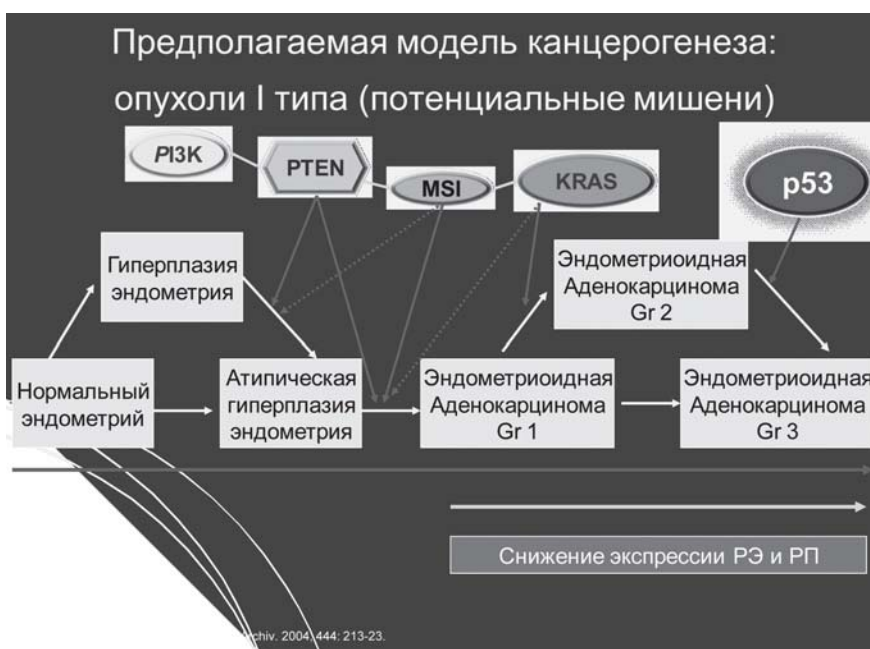 Предполагаемая модель канцерогенеза:
опухоли I типа (потенциальные мишени)
PI3K
PTEN
MSI
KRAS
p53
Гиперплазия
эндометрия
Эндометриоидная
Аденокарцинома
Gr 2
Нормальный
эндометрий
Атипическая
гиперплазия
эндометрия
Эндометриоидная
Аденокарцинома
Gr 1
Эндометриоидная
Аденокарцинома
Gr 3
Снижение экспрессии РЭ и РП
chiv. 2004, 444: 213-23.